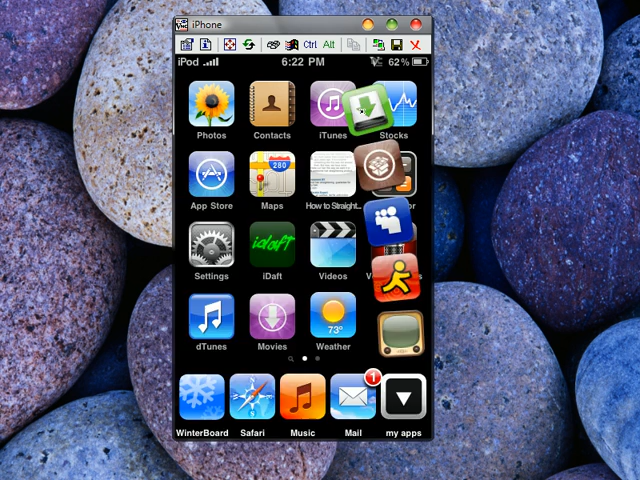 iPhone
Ctrl Alt
iPod 6:22 PM 62%
Photos Contacts iTunes Stocks
280
App Store Maps How to Straight...
idaft
Settings iDaft Videos
73°
dTunes Movies Weather
1
WinterBoard Safari Music Mail my apps